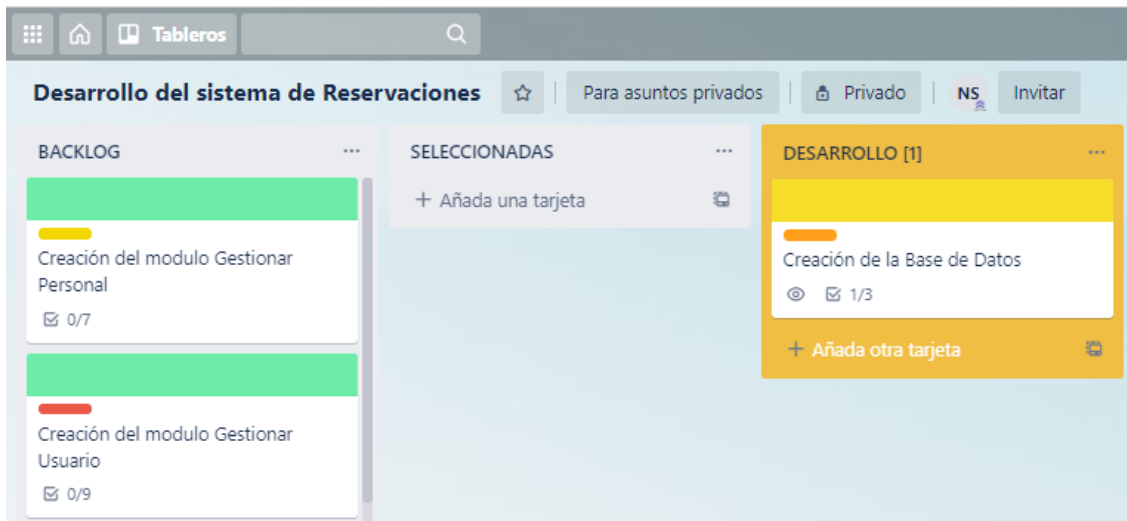 Tableros
Desarrollo del sistema de Reservaciones
Para asuntos privados
Privado
NS
Invitar
BACKLOG
Creación del modulo Gestionar
Personal
0/7
Creación del modulo Gestionar
Usuario
0/9
SELECCIONADAS
+ Añada una tarjeta
DESARROLLO [1]
Creación de la Base de Datos
1/3
+ Añada otra tarjeta